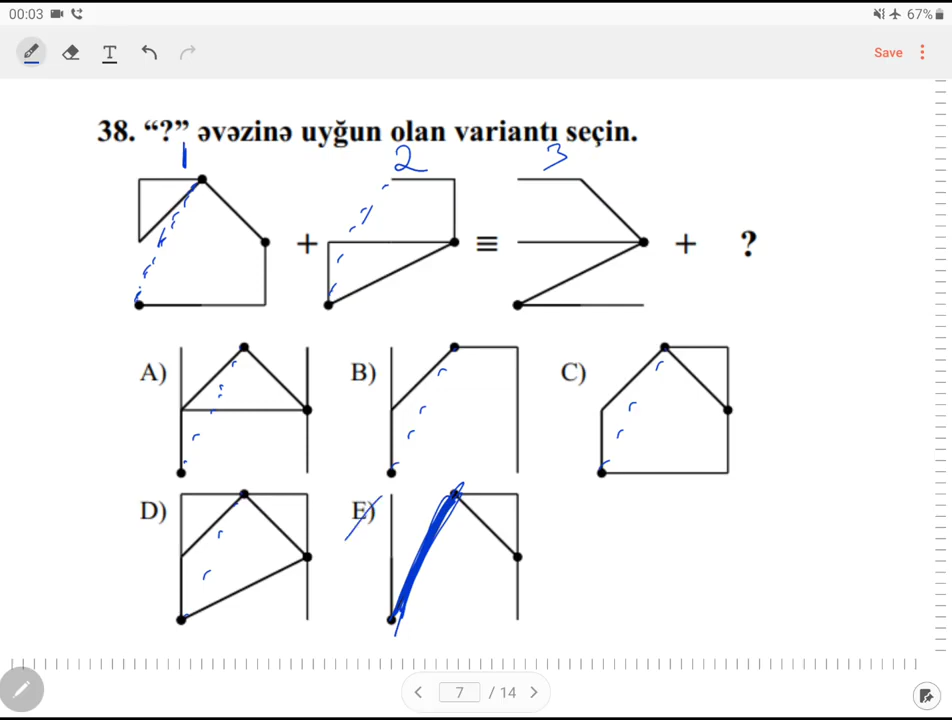 00:03 67%
T Save
38. “?” əvəzinə uyğun olan variantı seçin.
1 2 3
+ ≡ + ?
A) B) C)
D) E)
7 / 14